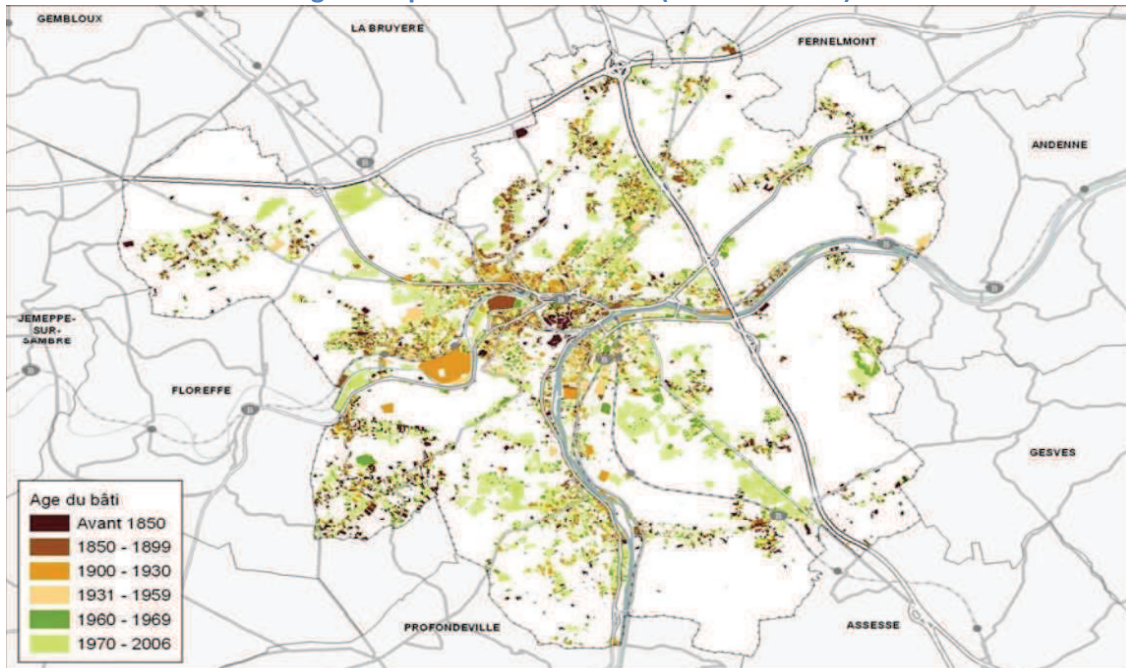 GEMBLOUX
LA BRUYERE
FERNELMONT
ANDENNE
JEMEPPE-
SUR-
SAMBRE
FLOREFFE
GESVES
PROFONDEVILLE
ASSESSE
Age du bâti
Avant 1850
1850 - 1899
1900 - 1930
1931 - 1959
1960 - 1969
1970 - 2006